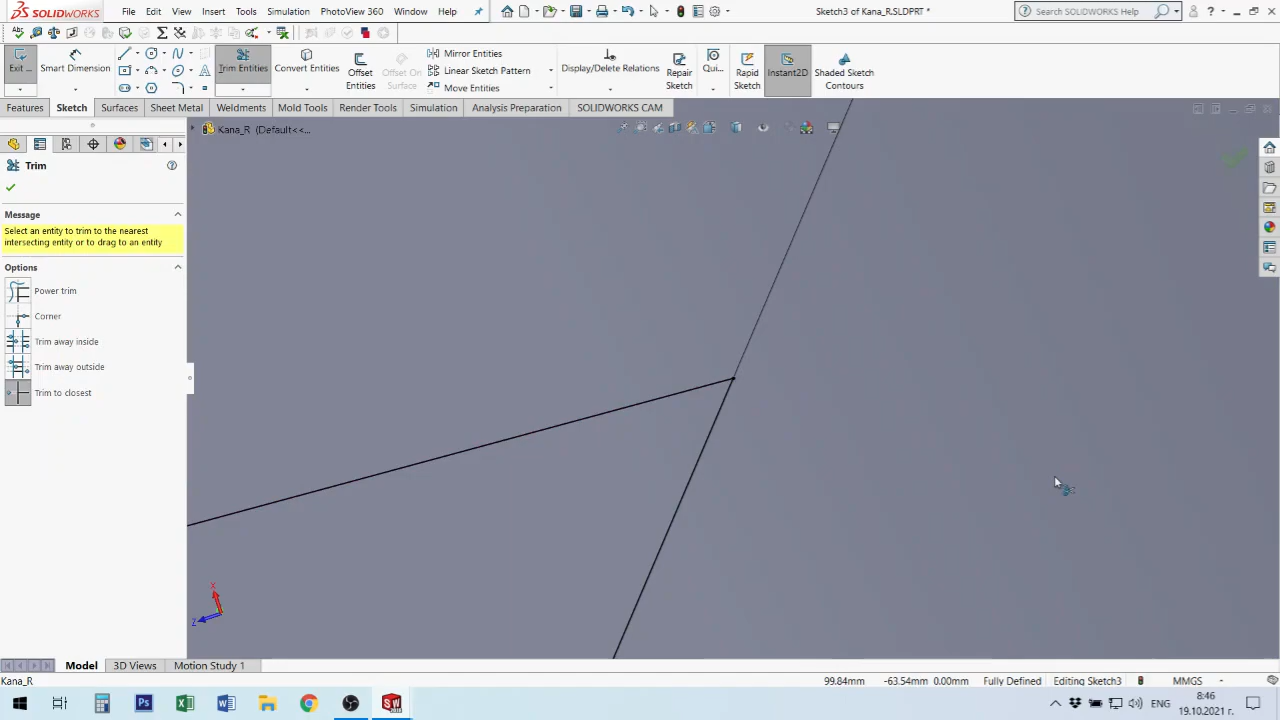 SOLIDWORKS
File Edit View Insert Tools Simulation PhotoView 360 Window Help
Sketch3 of Kana_R.SLDPRT *
Search SOLIDWORKS Help
Exit ...
Smart Dimension
Trim Entities
Convert Entities
Offset Entities
Offset On Surface
Mirror Entities
Linear Sketch Pattern
Move Entities
Display/Delete Relations
Repair Sketch
Qui...
Rapid Sketch
Instant2D
Shaded Sketch Contours
Features Sketch Surfaces Sheet Metal Weldments Mold Tools Render Tools Simulation Analysis Preparation SOLIDWORKS CAM
Kana_R (Default<<...
Trim
Message
Select an entity to trim to the nearest
intersecting entity or to drag to an entity
Options
Power trim
Corner
Trim away inside
Trim away outside
Trim to closest
X
Z
Model 3D Views Motion Study 1
Kana_R
99.84mm -63.54mm 0.00mm Fully Defined Editing Sketch3 MMGS
ENG
8:46
19.10.2021 г.